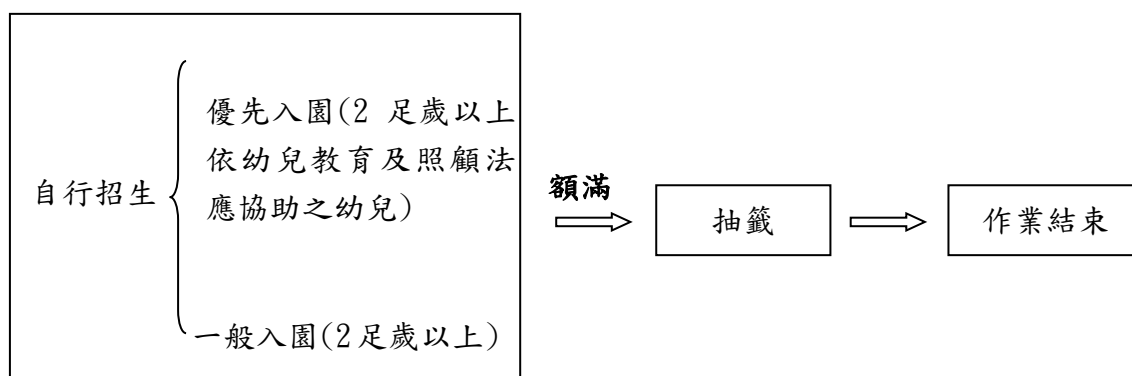 優先入園(2 足歲以上
依幼兒教育及照顧法
應協助之幼兒)
自行招生
一般入園(2足歲以上)
額滿
抽籤
作業結束